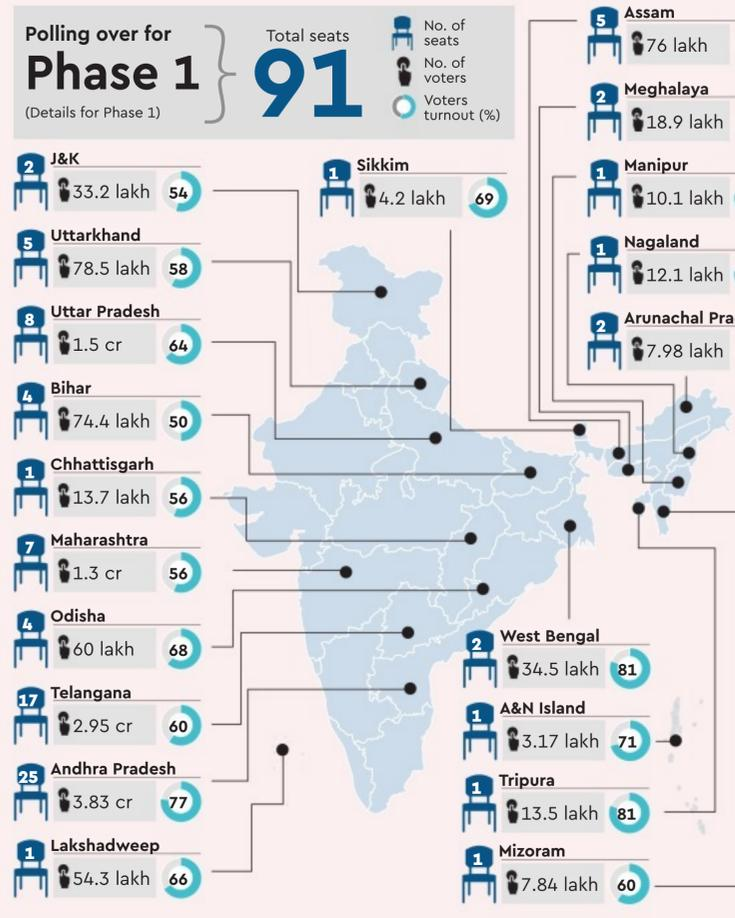 Polling over for
Phase 1
(Details for Phase 1)
Total seats
91
No. of
seats
No. of
voters
Voters
turnout (%)
2
J&K
33.2 lakh
54
5
Uttarkhand
78.5 lakh
58
8
Uttar Pradesh
1.5 cr
64
4
Bihar
74.4 lakh
50
1
Chhattisgarh
13.7 lakh
56
7
Maharashtra
1.3 cr
56
4
Odisha
60 lakh
68
17
Telangana
2.95 cr
60
25
Andhra Pradesh
3.83 cr
77
1
Lakshadweep
54.3 lakh
66
1
Sikkim
4.2 lakh
69
5
Assam
76 lakh
2
Meghalaya
18.9 lakh
1
Manipur
10.1 lakh
1
Nagaland
12.1 lakh
2
Arunachal Pra
7.98 lakh
2
West Bengal
34.5 lakh
81
1
A&N Island
3.17 lakh
71
1
Tripura
13.5 lakh
81
1
Mizoram
7.84 lakh
60